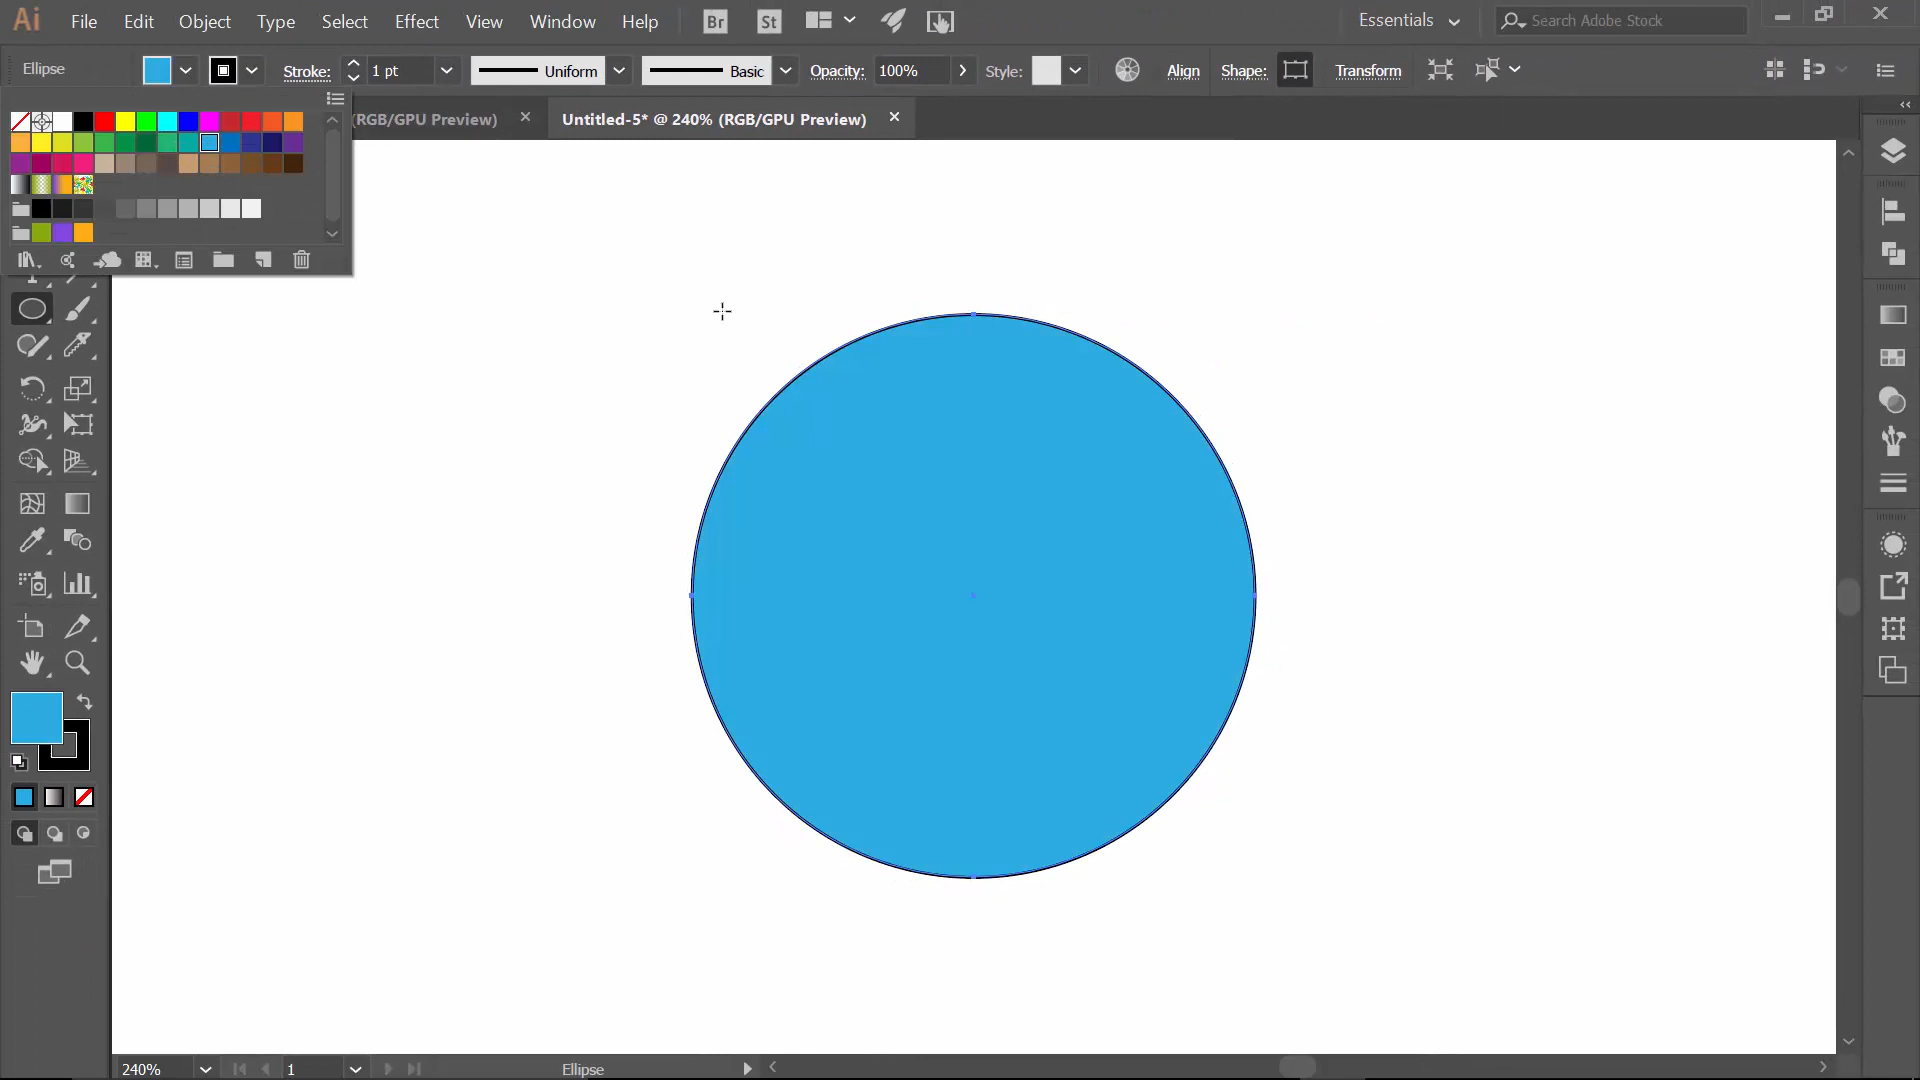 Ai File Edit Object Type Select Effect View Window Help Br St Essentials Search Adobe Stock
Ellipse Stroke: 1 pt Uniform Basic Opacity: 100% Style: Align Shape: Transform
(RGB/GPU Preview) × Untitled-5* @ 240% (RGB/GPU Preview) ×
240% 1 Ellipse